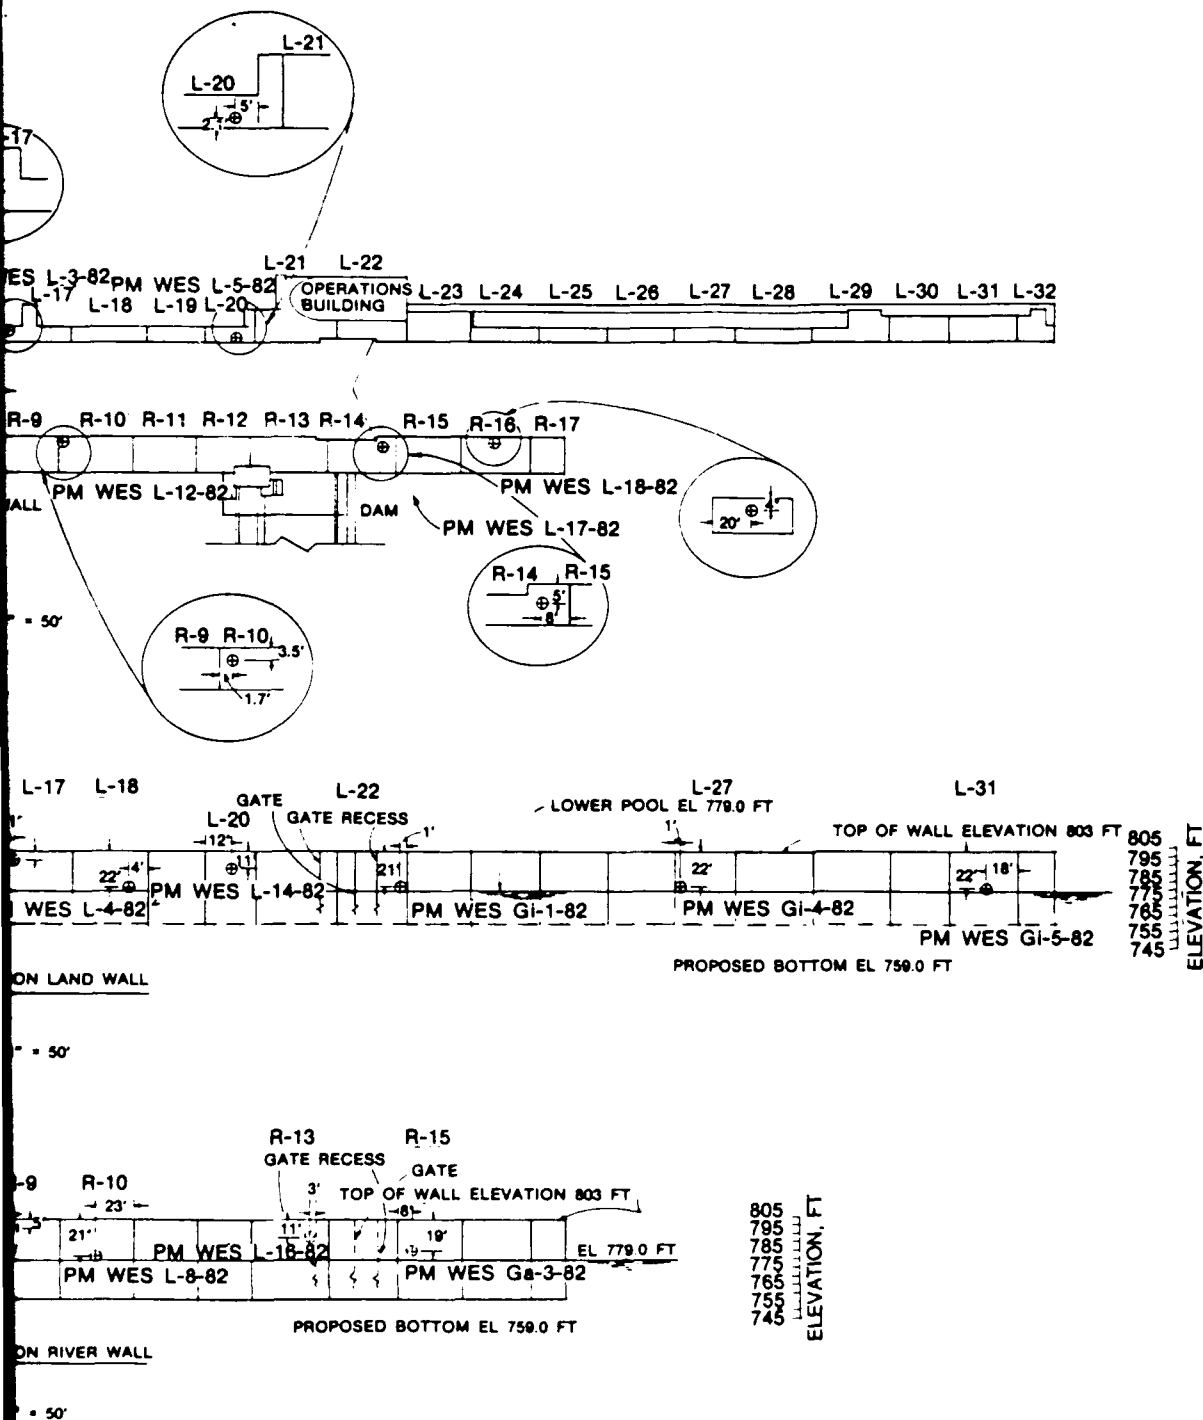 L-21
L-20
5'
2'
-17
L-21 L-22
ES L-3-82 PM WES L-5-82
L-17 L-18 L-19 L-20
OPERATIONS
BUILDING
L-23 L-24 L-25 L-26 L-27 L-28 L-29 L-30 L-31 L-32
R-9 R-10 R-11 R-12 R-13 R-14 R-15 R-16 R-17
PM WES L-12-82
PM WES L-18-82
ALL
DAM
PM WES L-17-82
20'
4'
R-14 R-15
5'
8'
= 50'
R-9 R-10
3.5'
1.7'
L-17 L-18 L-20 L-22 L-27 L-31
GATE
GATE RECESS
LOWER POOL EL 779.0 FT
TOP OF WALL ELEVATION 803 FT
1'
12'
1'
1'
4'
22'
11'
21'
22'
22'
18'
805
795
785
775
765
755
745
ELEVATION, FT
WES L-4-82
PM WES L-14-82
PM WES Gi-1-82
PM WES Gi-4-82
PM WES Gi-5-82
PROPOSED BOTTOM EL 759.0 FT
ON LAND WALL
" = 50'
R-13 R-15
GATE RECESS
GATE
-9 R-10
23'
3'
TOP OF WALL ELEVATION 803 FT
5'
21'
11'
8'
19'
PM WES L-16-82
EL 779.0 FT
PM WES L-8-82
PM WES Ga-3-82
805
795
785
775
765
755
745
ELEVATION, FT
PROPOSED BOTTOM EL 759.0 FT
ON RIVER WALL
= 50'